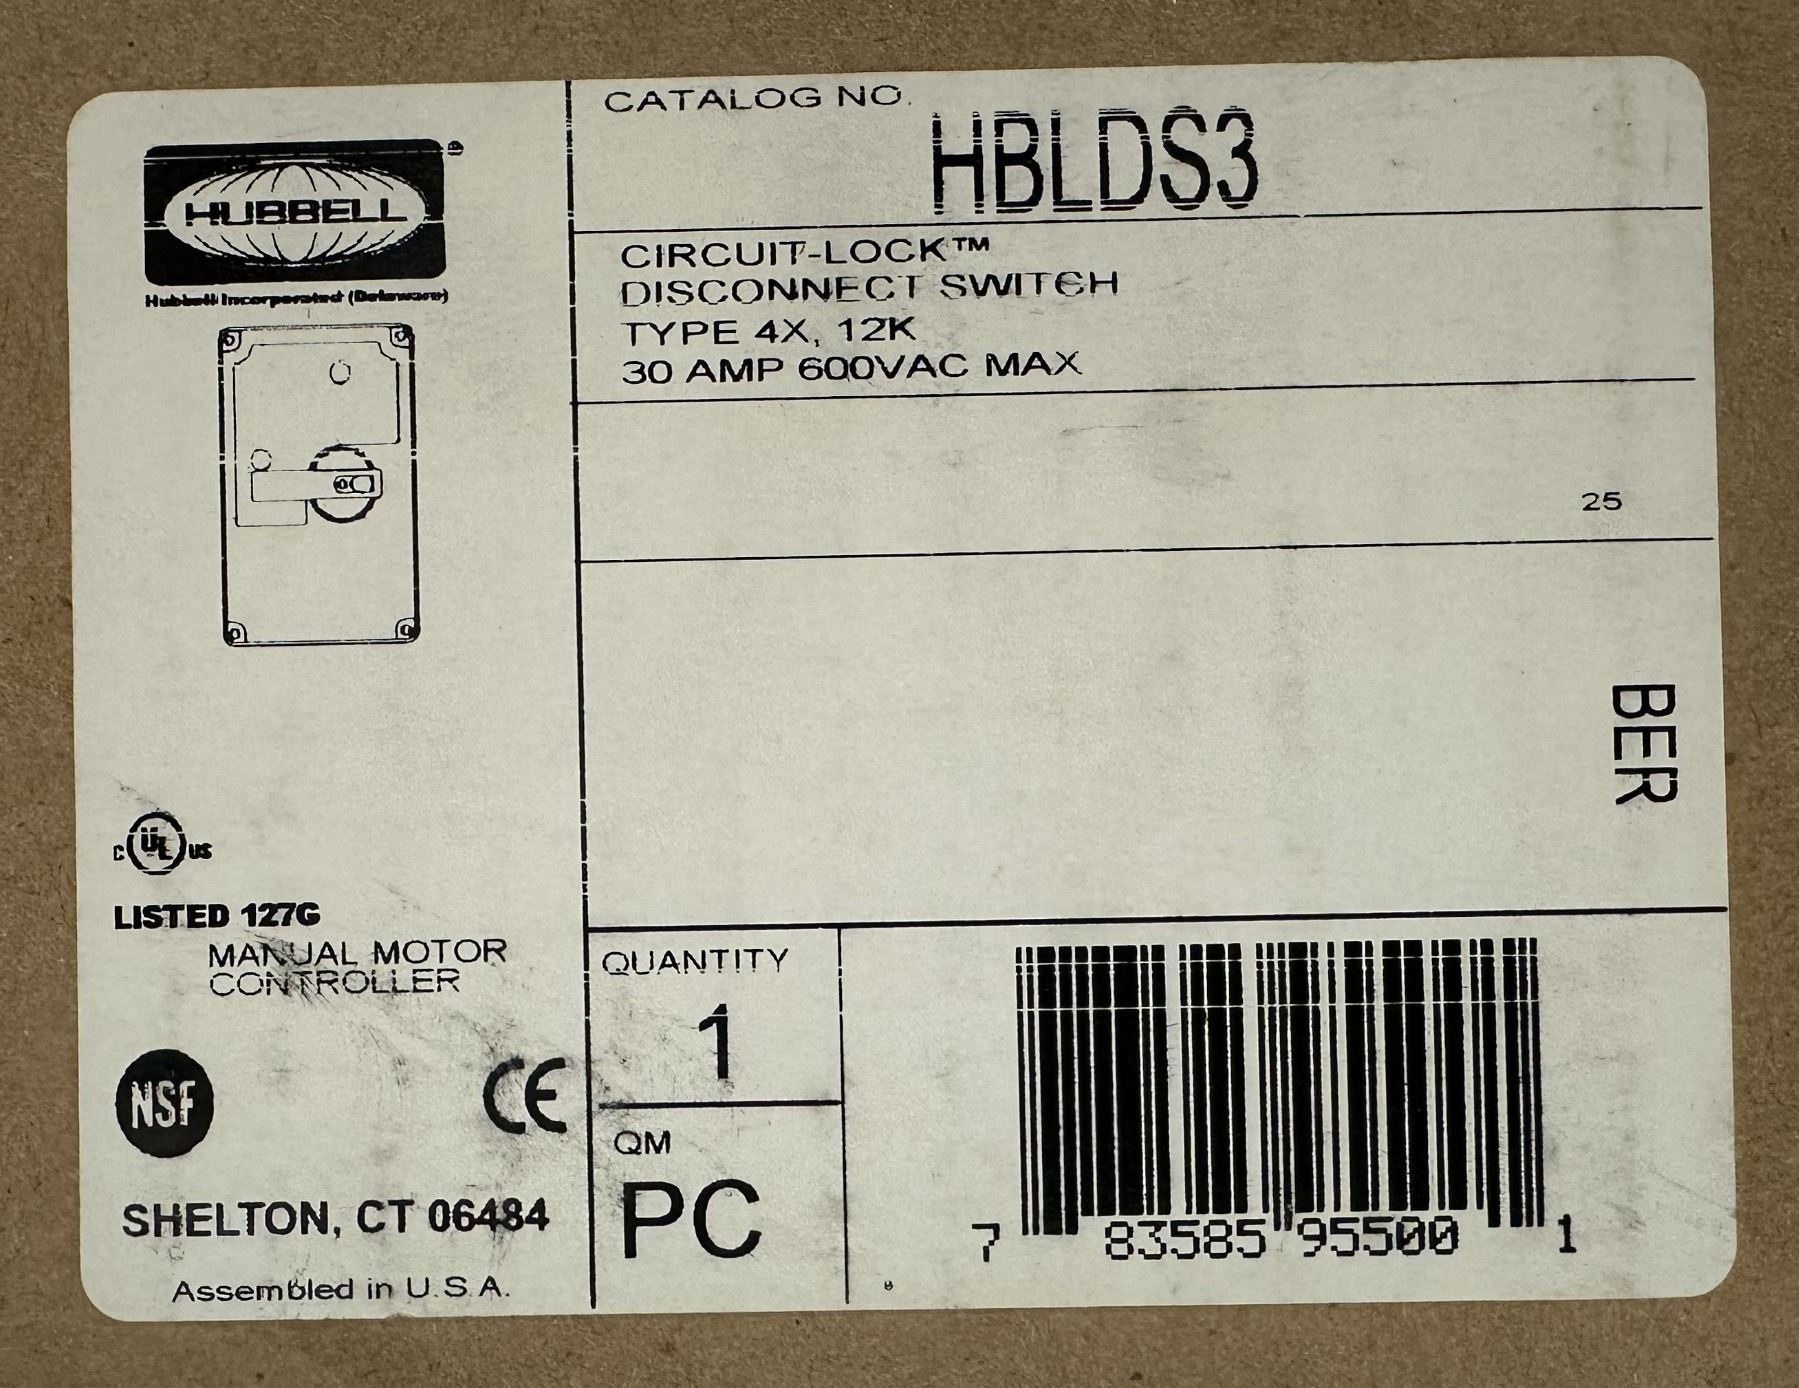 HUBBELL®
Hubbell Incorporated (Delaware)
CATALOG NO.
HBLDS3
CIRCUIT-LOCK™
DISCONNECT SWITCH
TYPE 4X, 12K
30 AMP 600VAC MAX
25
BER
C UL US
LISTED 127G
MANUAL MOTOR
CONTROLLER
NSF
CE
SHELTON, CT 06484
Assembled in U.S.A.
QUANTITY
1
QM
PC
7 83585 95500 1